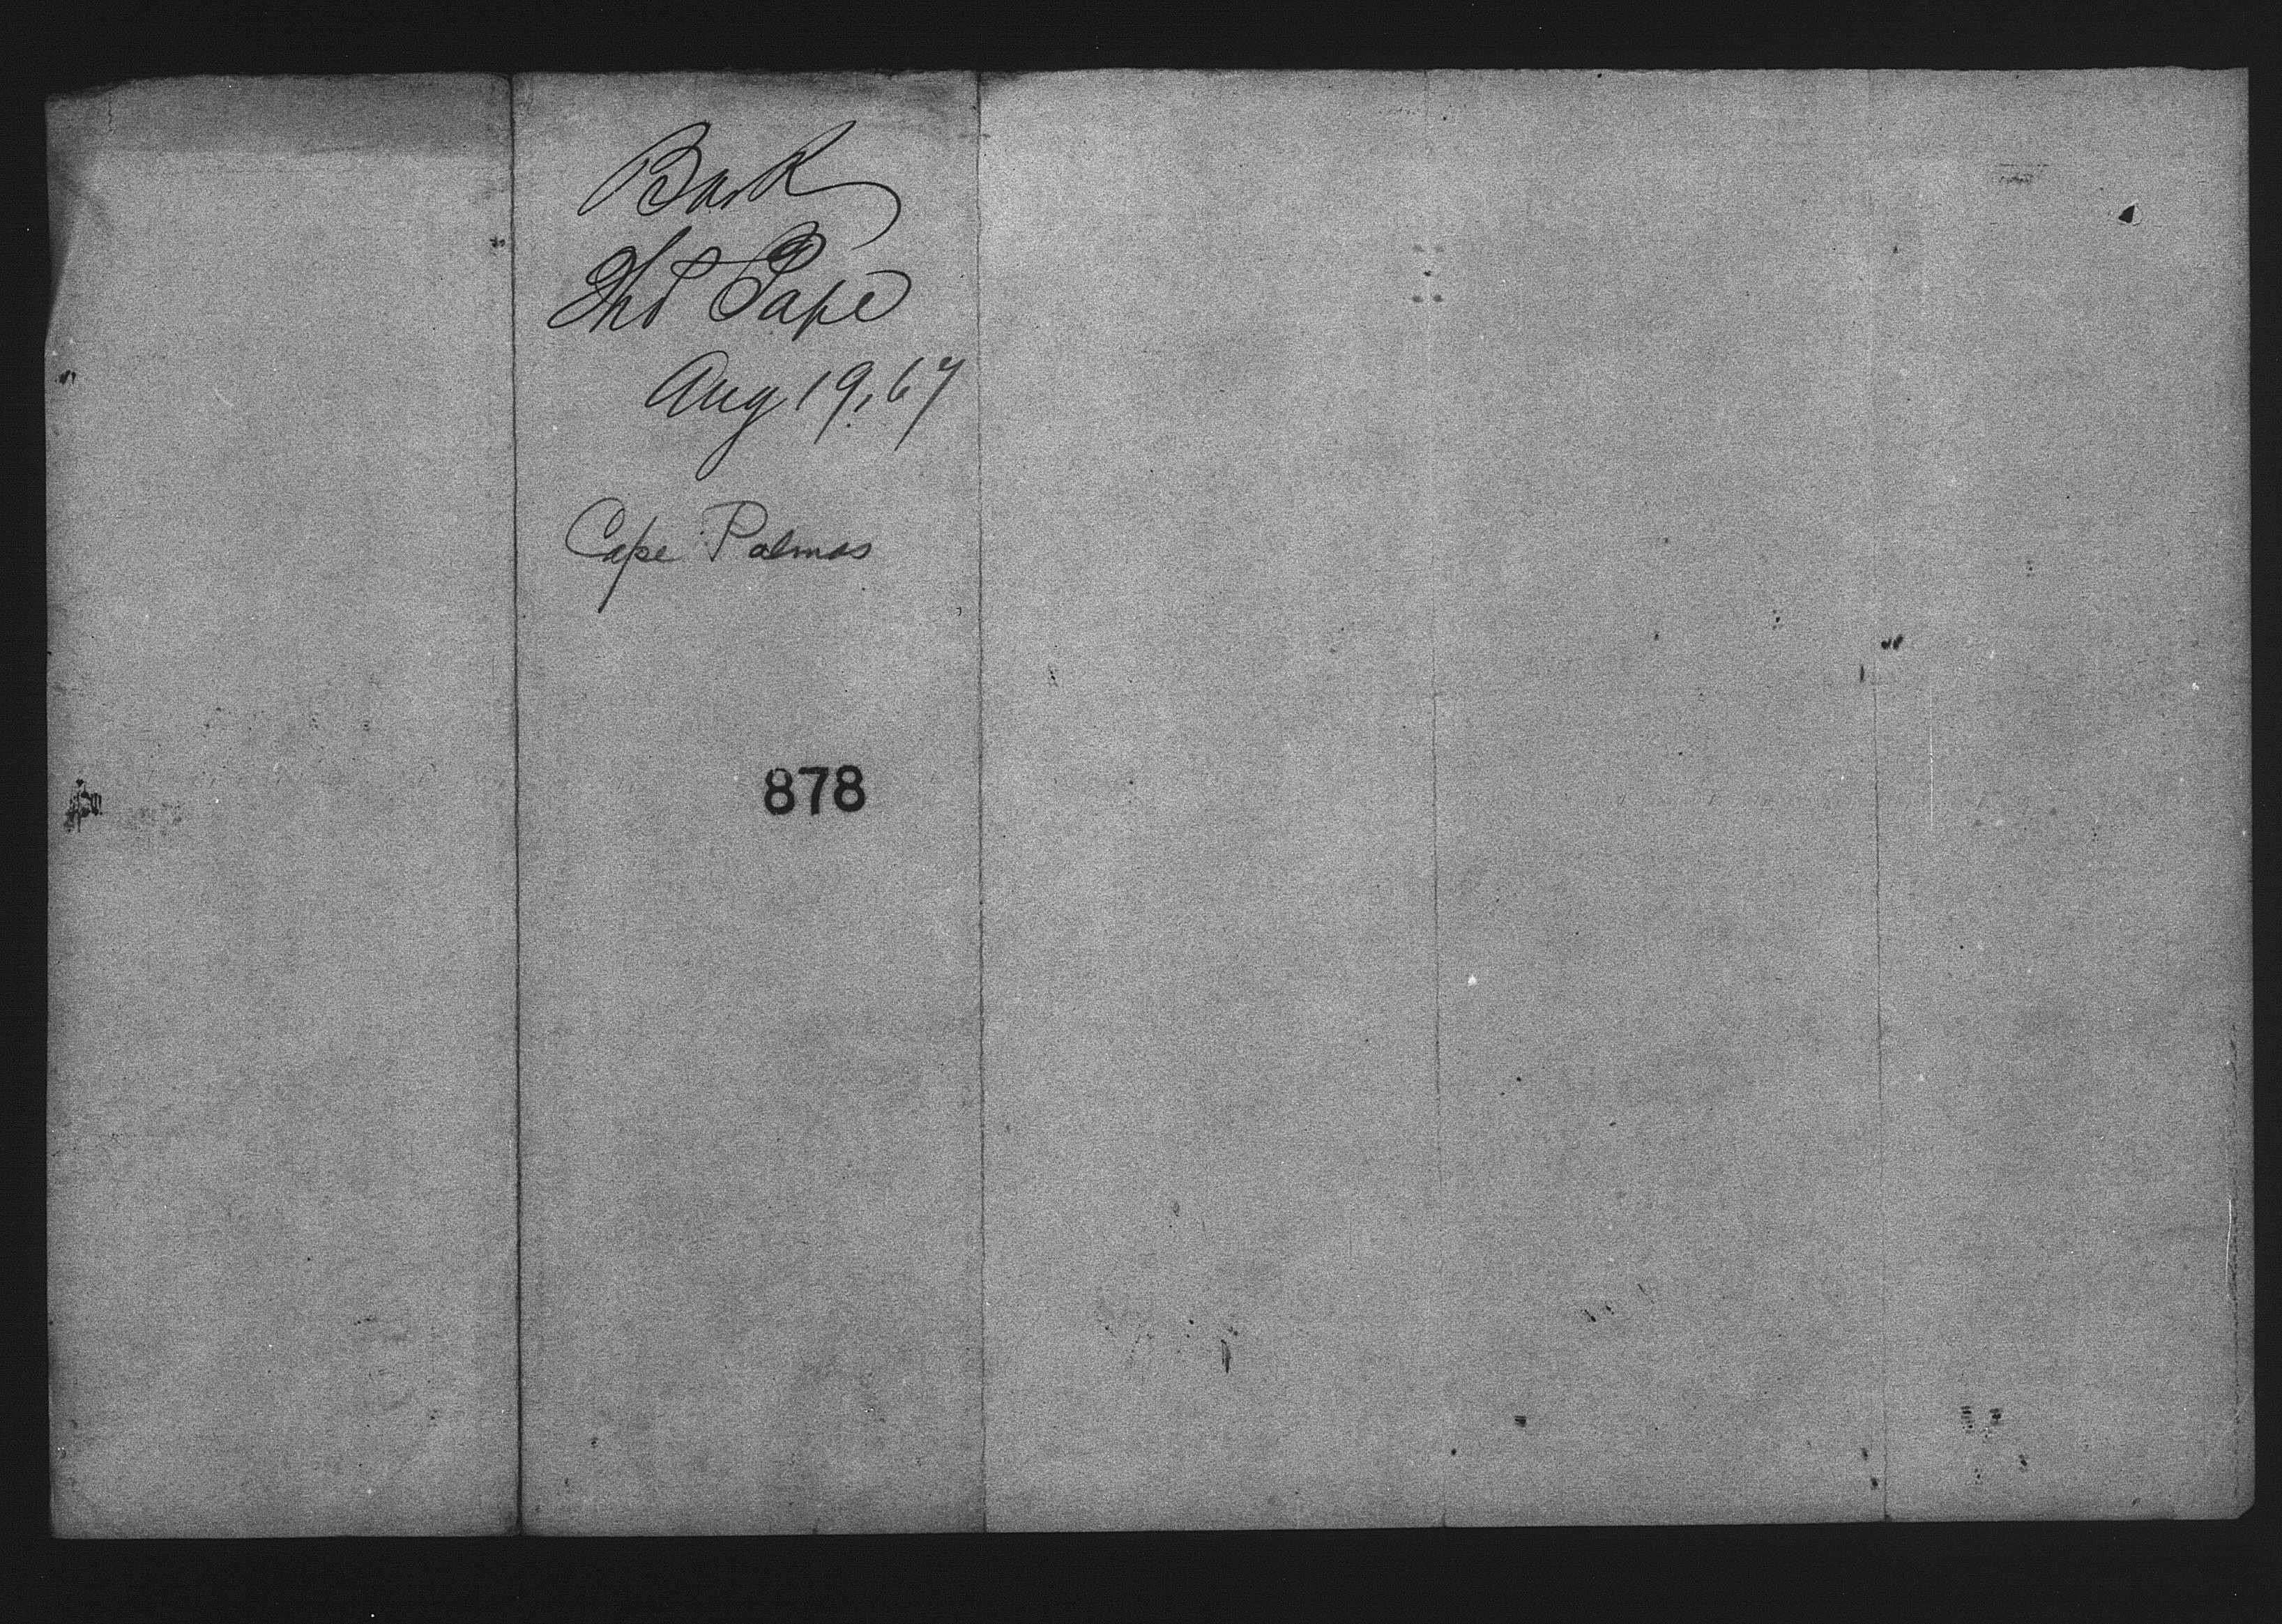 Bark
Thos Pope
Aug 19, 67
Cape Palmas
878